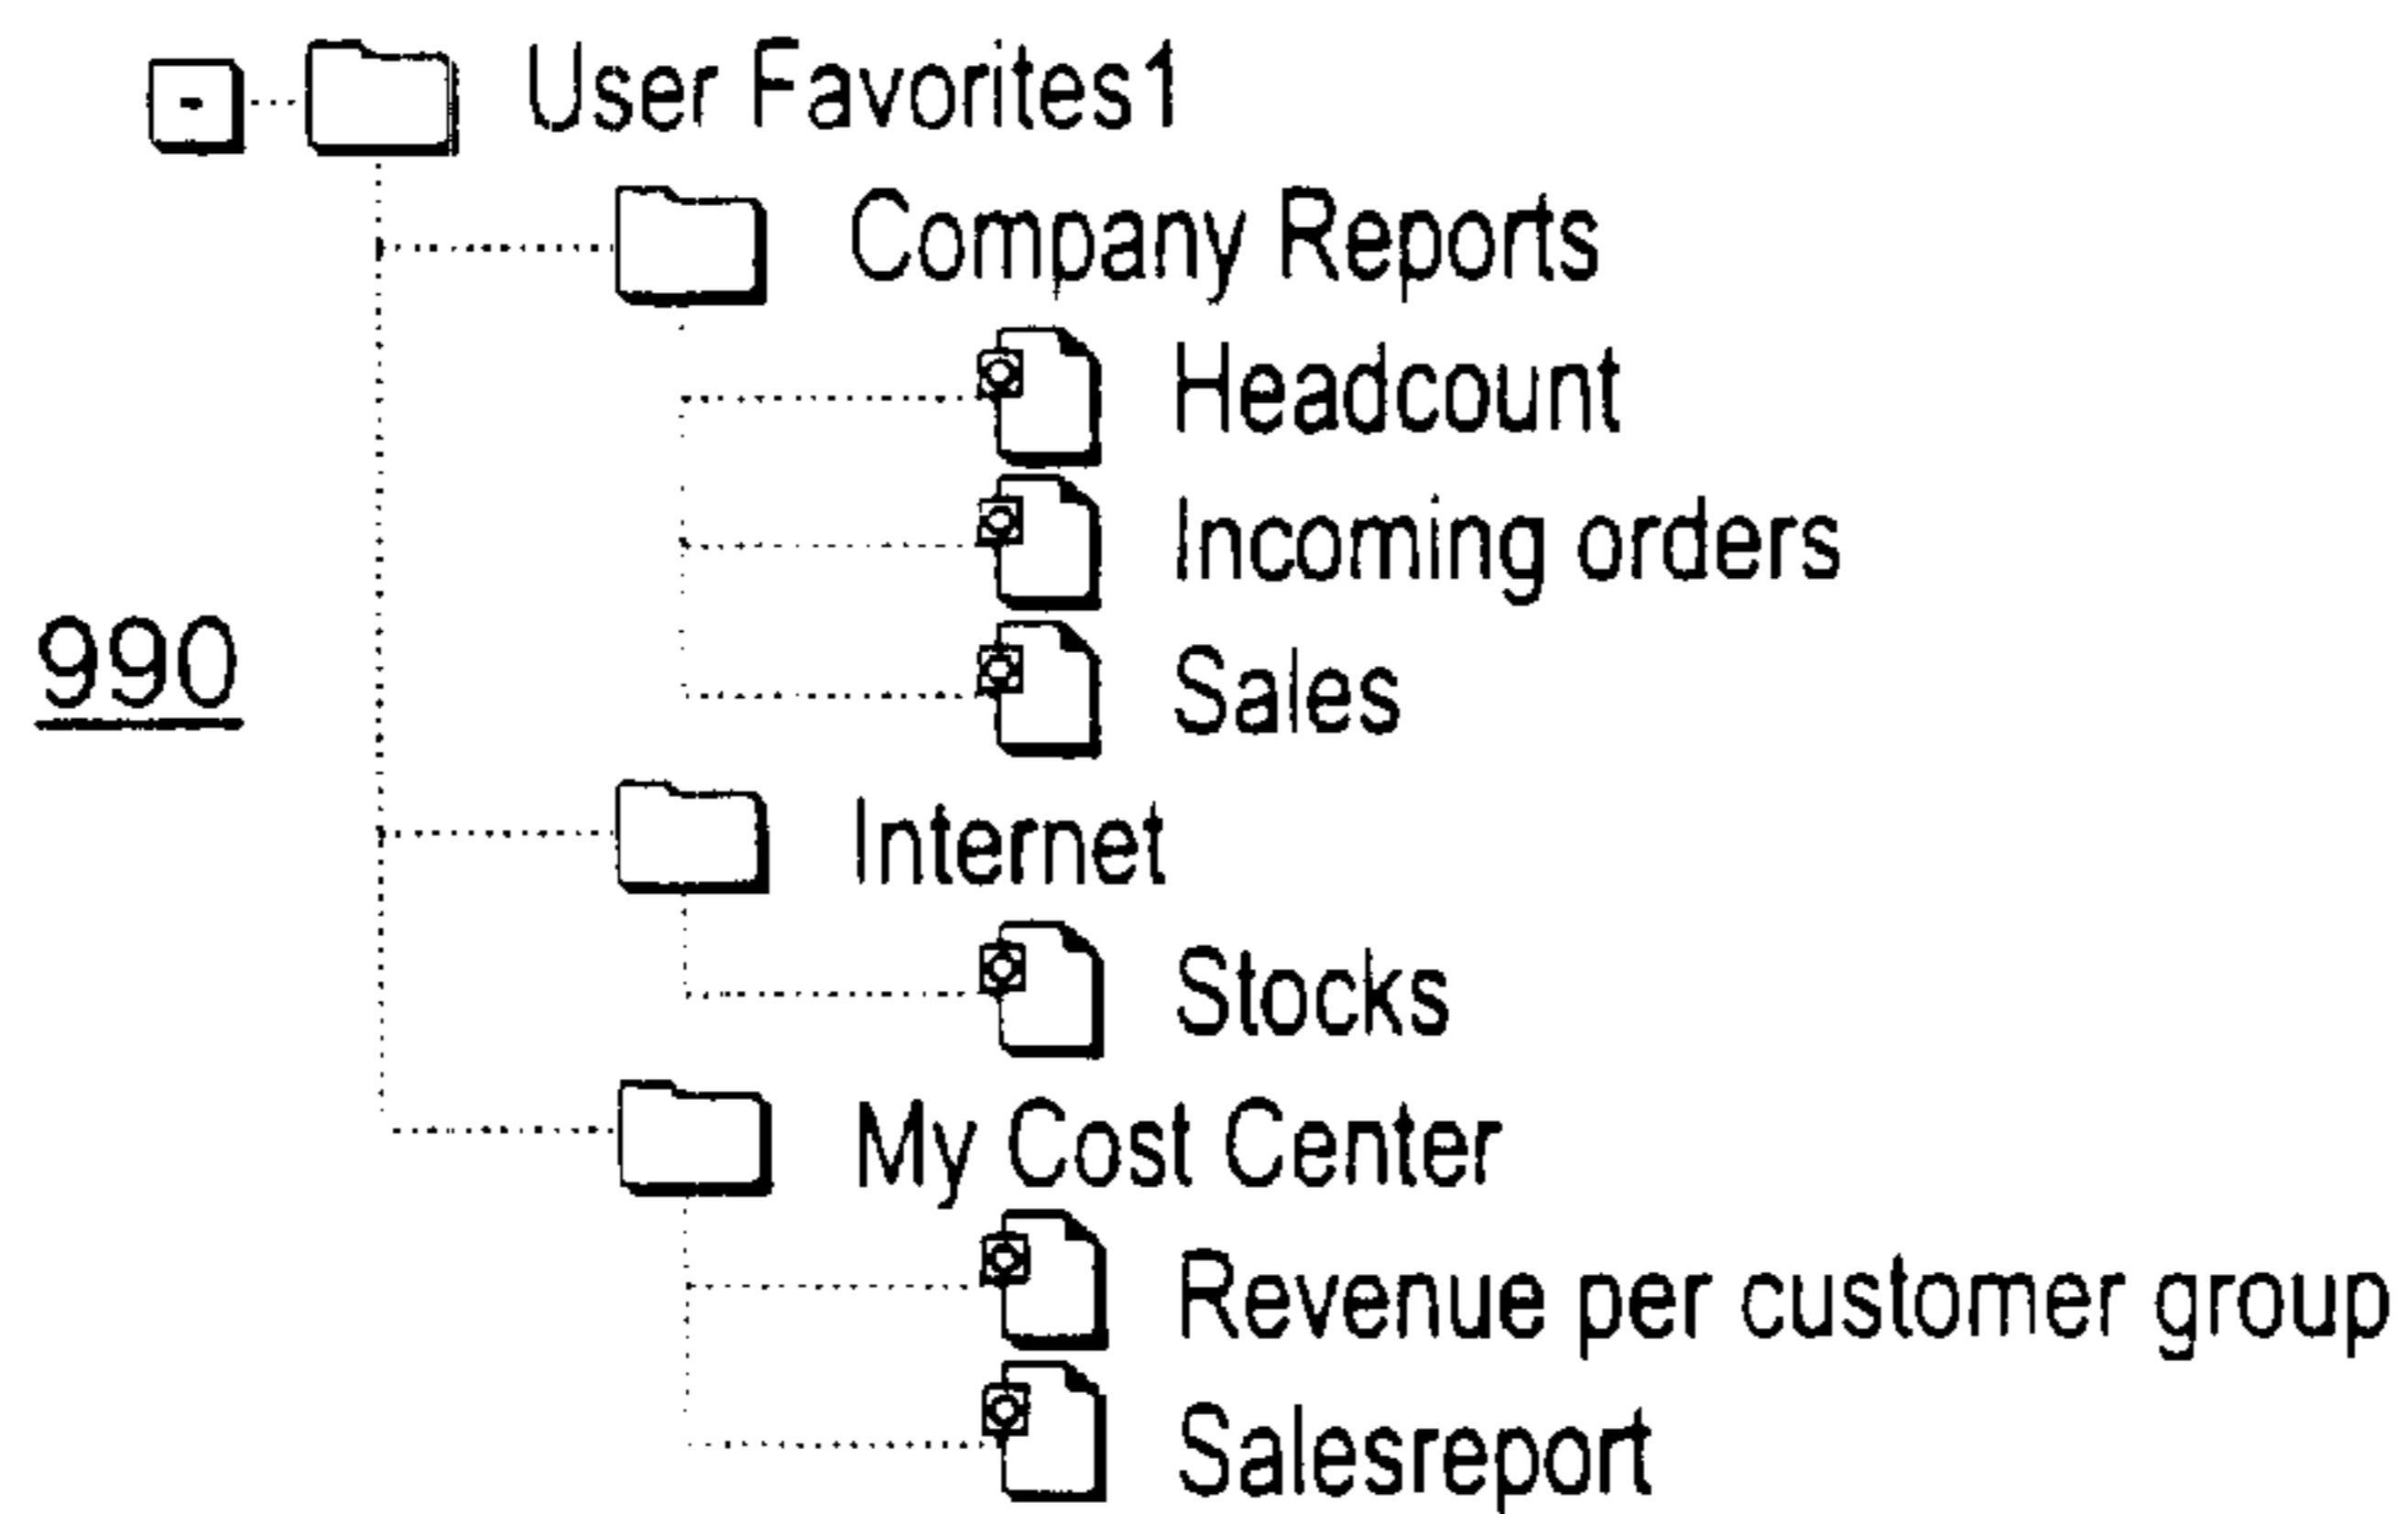 User Favorites1
Company Reports
Headcount
Incoming orders
990
Sales
Internet
Stocks
My Cost Center
Revenue per customer group
Salesreport